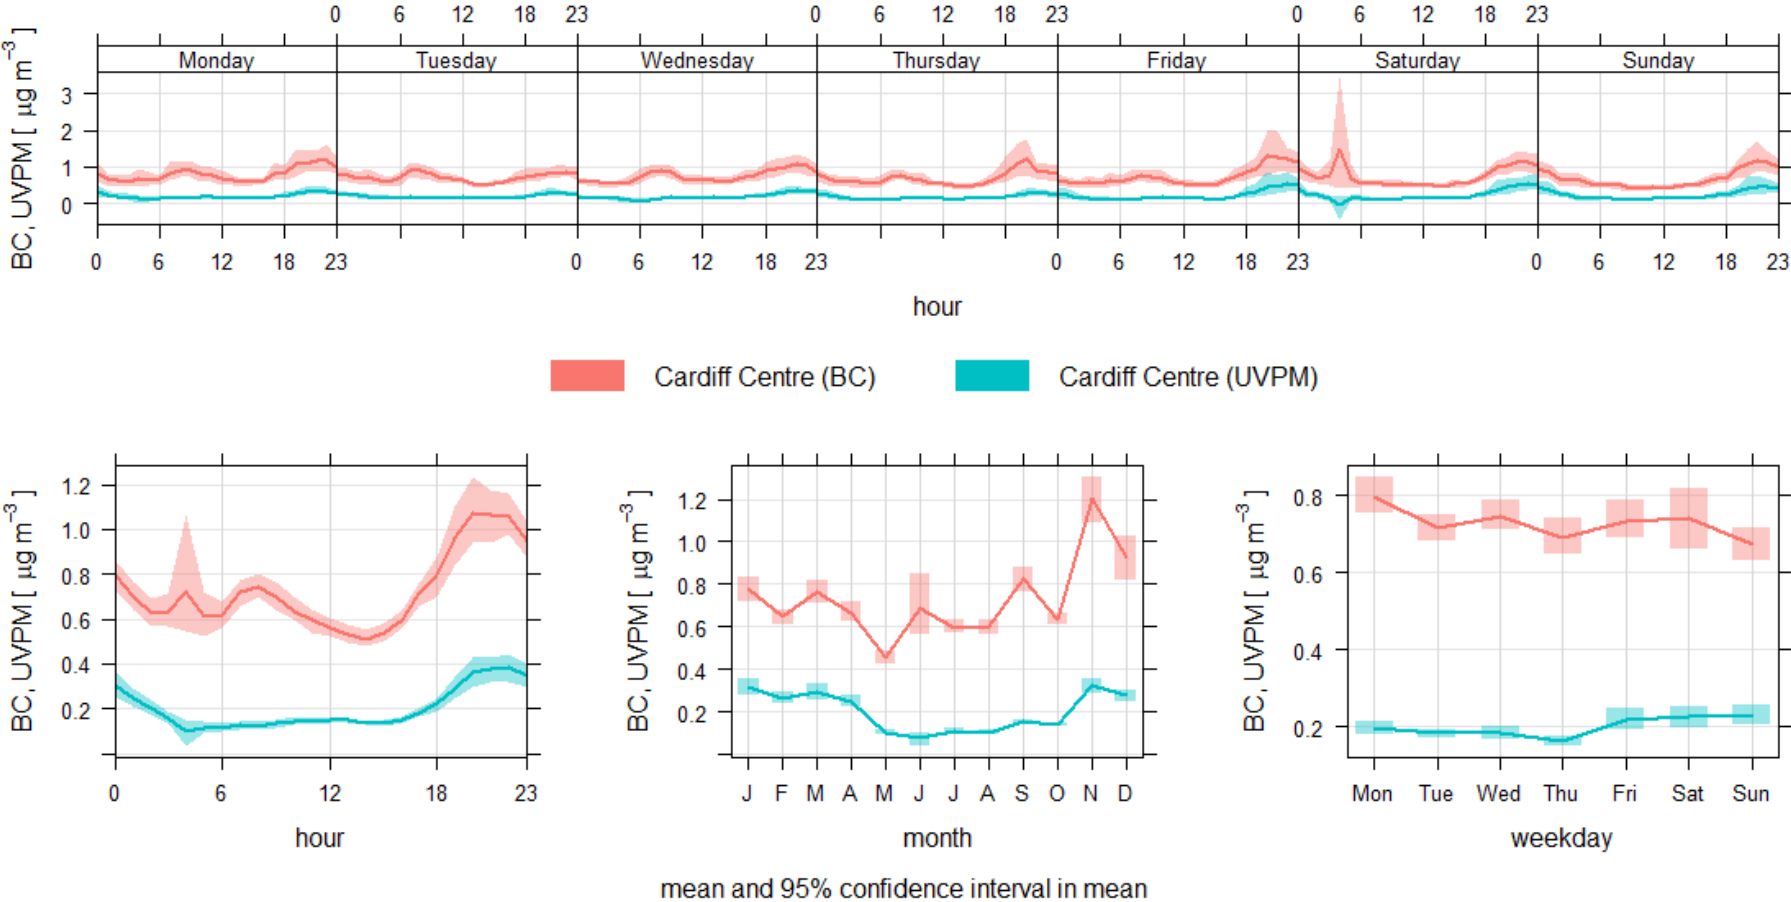 0 6 12 18 23 0 6 12 18 23 0 6 12 18 23
Monday Tuesday Wednesday Thursday Friday Saturday Sunday
BC, UVPM [ μg m⁻³ ]
3
2
1
0
0 6 12 18 23 0 6 12 18 23 0 6 12 18 23 0 6 12 18 23
hour
Cardiff Centre (BC) Cardiff Centre (UVPM)
BC, UVPM [ μg m⁻³ ]
1.2
1.0
0.8
0.6
0.4
0.2
0 6 12 18 23
hour
BC, UVPM [ μg m⁻³ ]
1.2
1.0
0.8
0.6
0.4
0.2
J F M A M J J A S O N D
month
BC, UVPM [ μg m⁻³ ]
0.8
0.6
0.4
0.2
Mon Tue Wed Thu Fri Sat Sun
weekday
mean and 95% confidence interval in mean